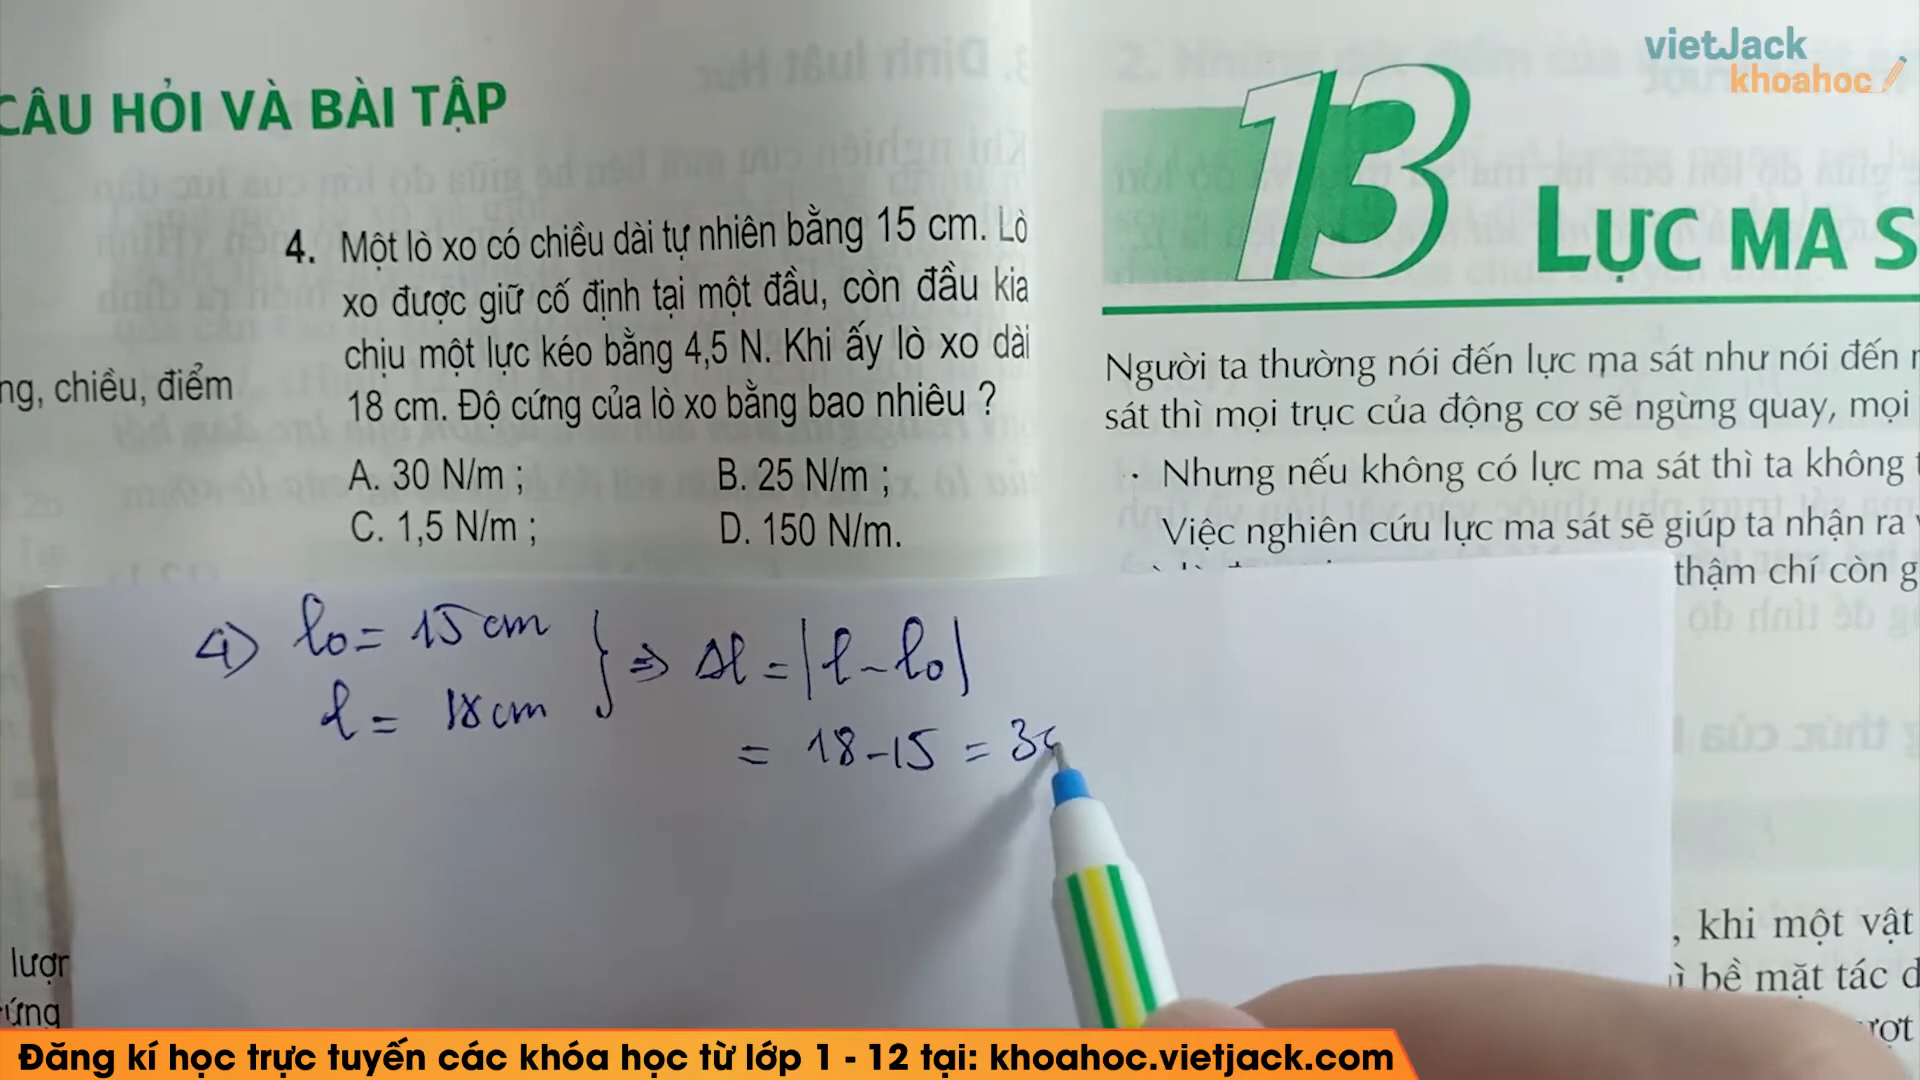 vietJack
khoahoc
CÂU HỎI VÀ BÀI TẬP
4. Một lò xo có chiều dài tự nhiên bằng 15 cm. Lò
xo được giữ cố định tại một đầu, còn đầu kia
chịu một lực kéo bằng 4,5 N. Khi ấy lò xo dài
18 cm. Độ cứng của lò xo bằng bao nhiêu ?
A. 30 N/m ; B. 25 N/m ;
C. 1,5 N/m ; D. 150 N/m.
ng, chiều, điểm
13
LỰC MA S
Người ta thường nói đến lực ma sát như nói đến
sát thì mọi trục của động cơ sẽ ngừng quay, mọi
Nhưng nếu không có lực ma sát thì ta không
Việc nghiên cứu lực ma sát sẽ giúp ta nhận ra
thậm chí còn g
4) l0 = 15 cm
l = 18 cm
} => Δl = |l - l0|
= 18 - 15 = 3c
lượn
ứng
, khi một vật
ì bề mặt tác d
ượt
Đăng kí học trực tuyến các khóa học từ lớp 1 - 12 tại: khoahoc.vietjack.com